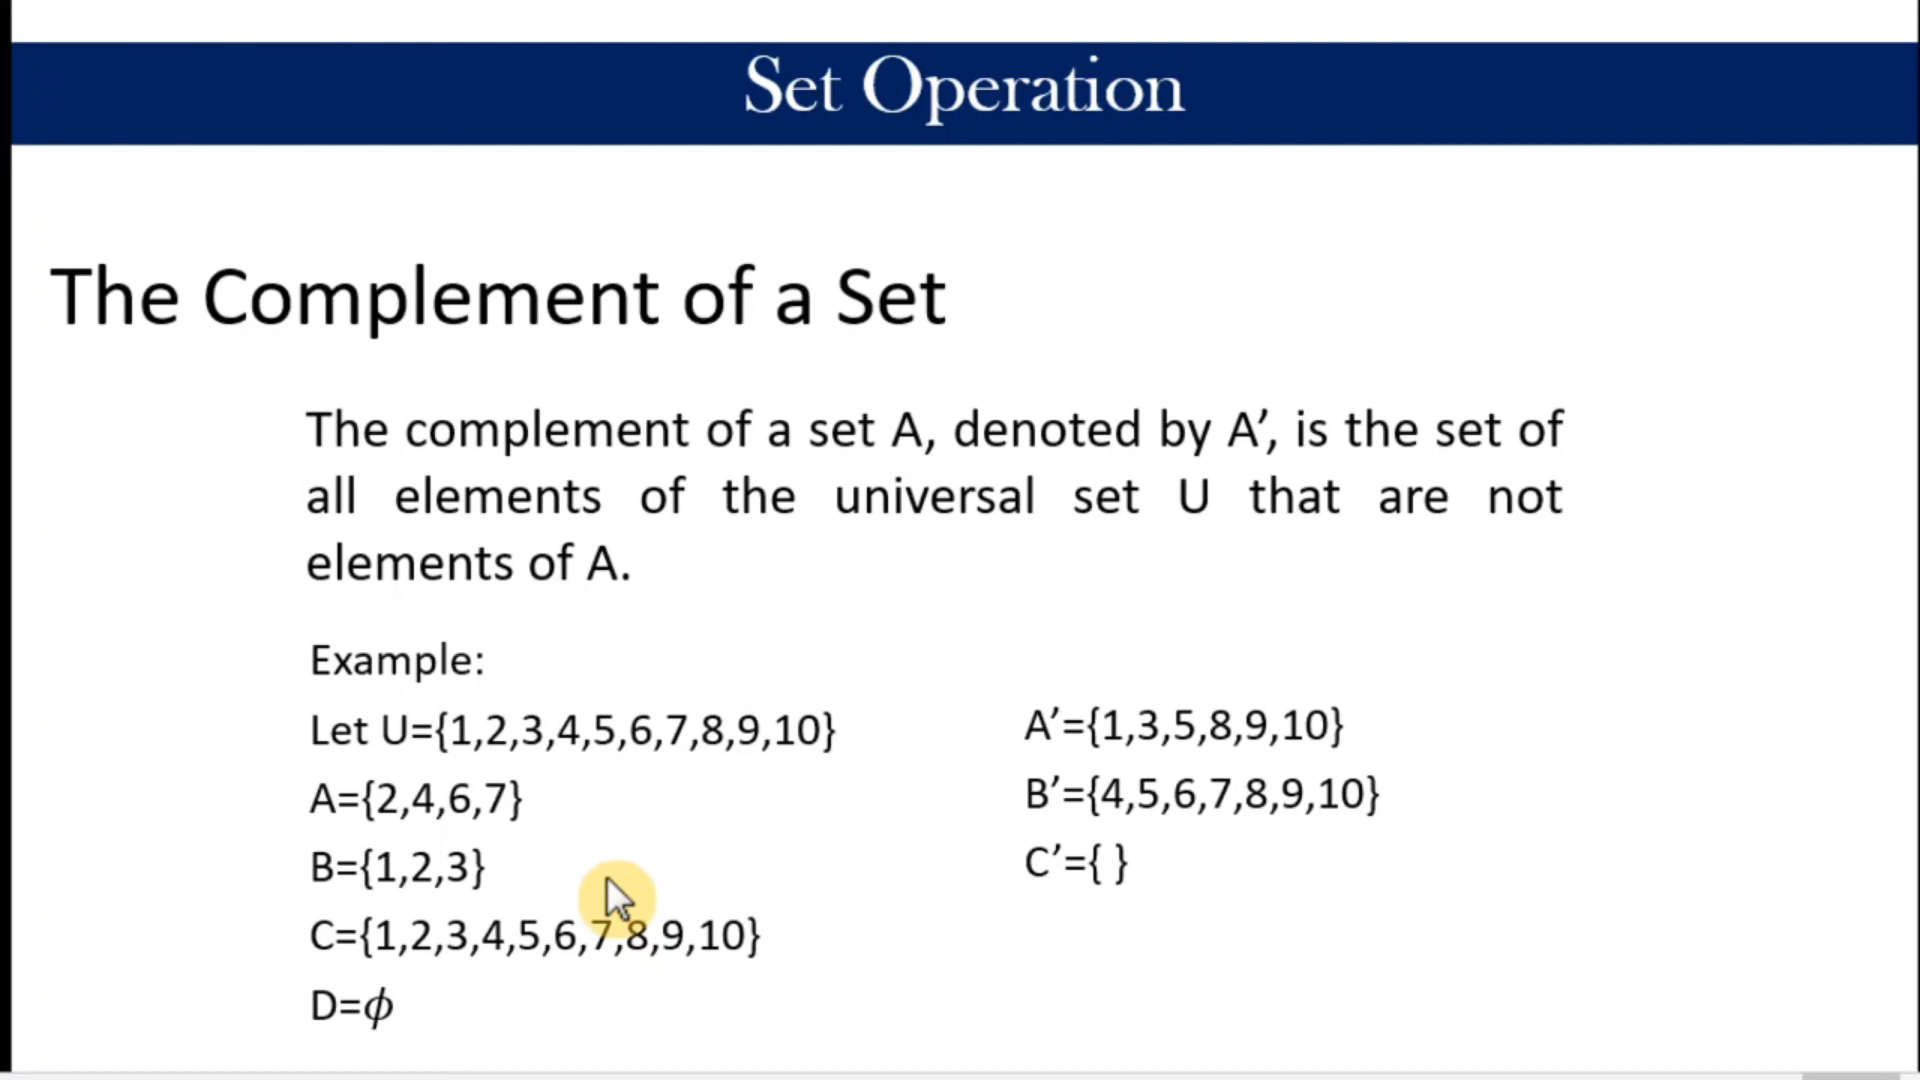 Set Operation
The Complement of a Set
The complement of a set A, denoted by A’, is the set of
all elements of the universal set U that are not
elements of A.
Example:
Let U={1,2,3,4,5,6,7,8,9,10}
A={2,4,6,7}
B={1,2,3}
C={1,2,3,4,5,6,7,8,9,10}
D=ϕ
A’={1,3,5,8,9,10}
B’={4,5,6,7,8,9,10}
C’={ }